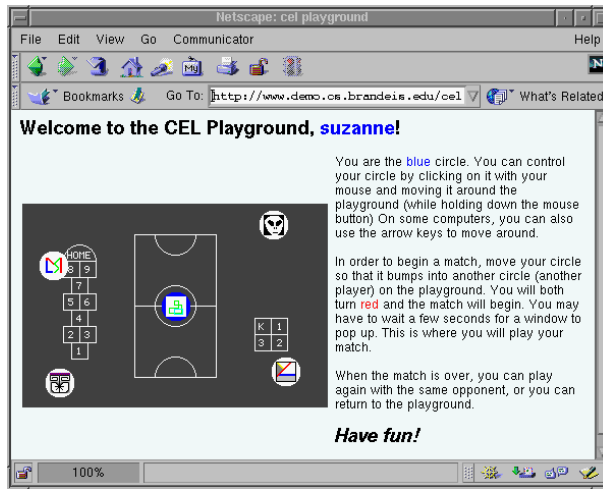 Netscape: cel playground
File Edit View Go Communicator Help
My
N
Bookmarks Go To: http://www.demo.cs.brandeis.edu/cel What's Related
Welcome to the CEL Playground, suzanne!
You are the blue circle. You can control
your circle by clicking on it with your
mouse and moving it around the
playground (while holding down the mouse
button) On some computers, you can also
use the arrow keys to move around.
In order to begin a match, move your circle
so that it bumps into another circle (another
player) on the playground. You will both
turn red and the match will begin. You may
have to wait a few seconds for a window to
pop up. This is where you will play your
match.
When the match is over, you can play
again with the same opponent, or you can
return to the playground.
Have fun!
HOME
8 9
7
5 6
4
2 3
1
K 1
3 2
100%